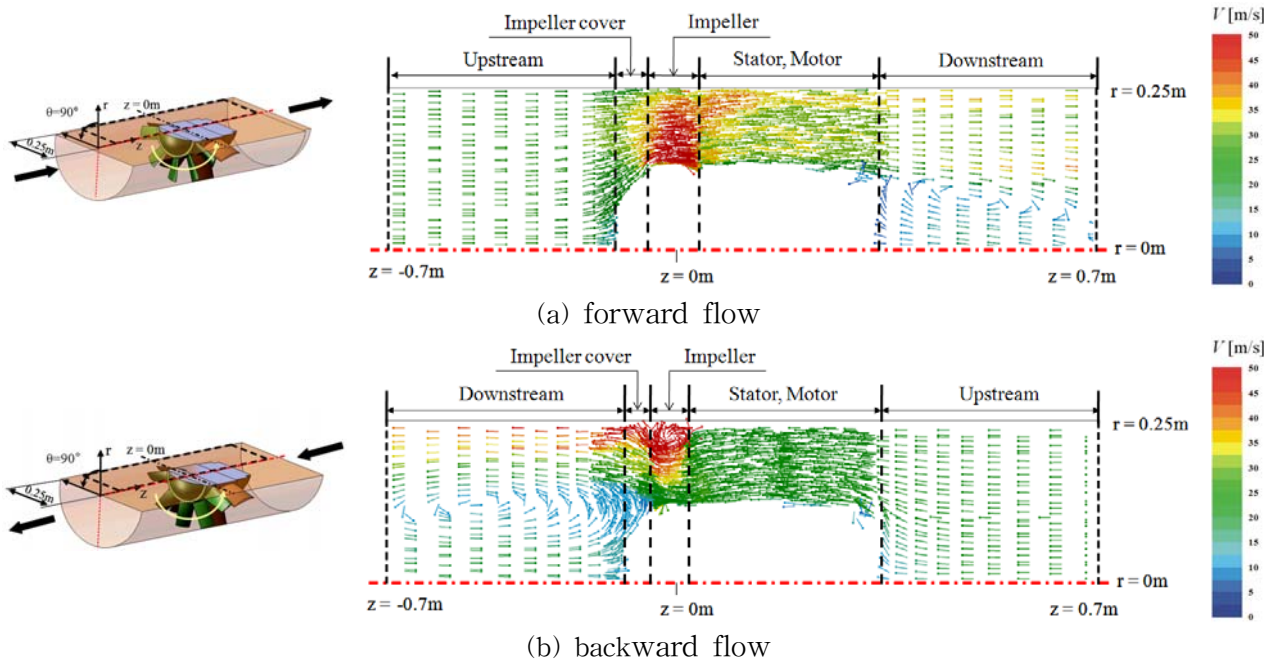 Impeller cover
Impeller
Upstream
Stator, Motor
Downstream
V [m/s]
50
45
40
35
30
25
20
15
10
5
0
θ=90°
r
z = 0m
0.25m
z
r = 0.25m
r = 0m
z = -0.7m
z = 0m
z = 0.7m
(a) forward flow
Impeller cover
Impeller
Downstream
Stator, Motor
Upstream
V [m/s]
50
45
40
35
30
25
20
15
10
5
0
θ=90°
r
z=0m
0.25m
z
r = 0.25m
r = 0m
z = -0.7m
z = 0m
z = 0.7m
(b) backward flow